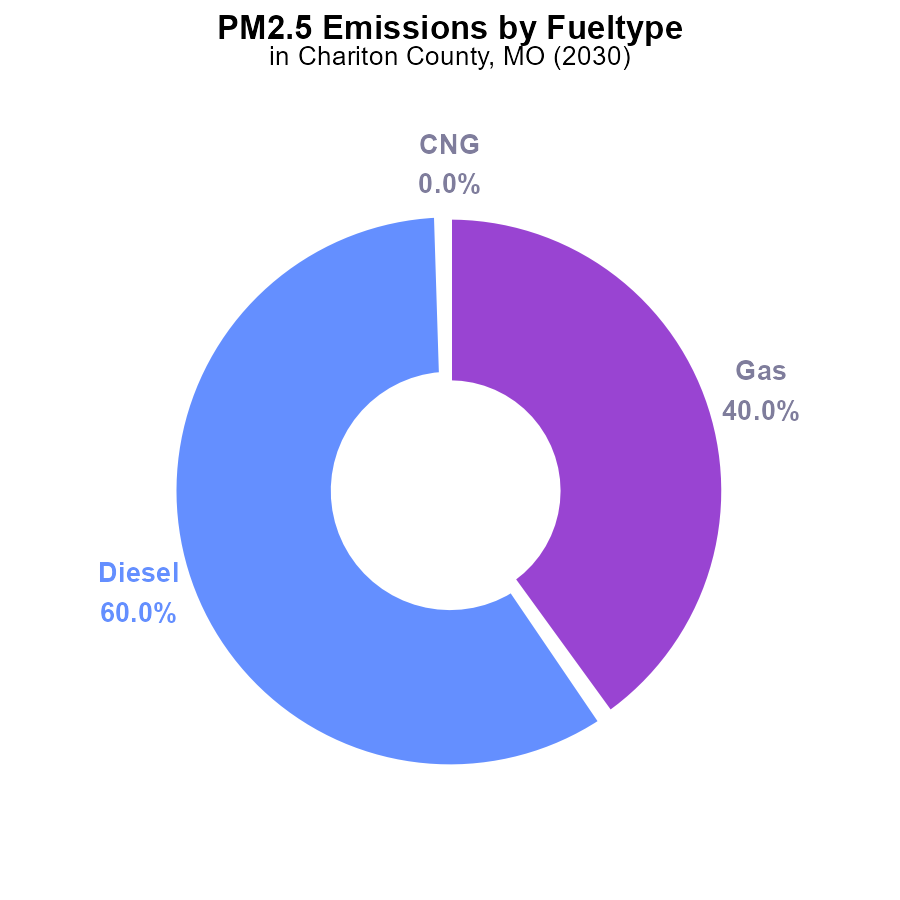 PM2.5 Emissions by Fueltype
in Chariton County, MO (2030)
CNG
0.0%
Gas
40.0%
Diesel
60.0%